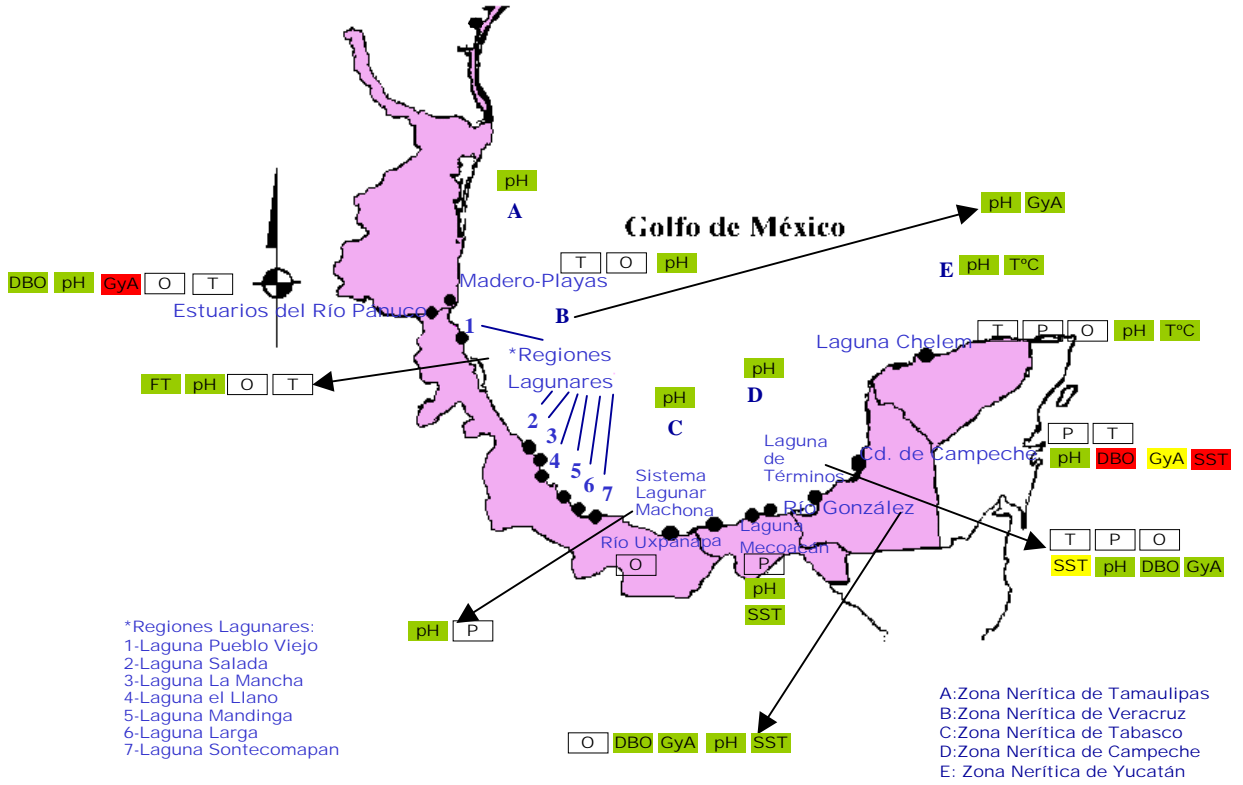 pH
A
Golfo de México
pH GyA
T O pH
E pH TºC
DBO pH GyA O T
Madero-Playas
Estuarios del Río Pánuco
B
1
T P O pH TºC
Laguna Chelem
*Regiones
Lagunares
FT pH O T
pH
D
pH
C
2
3
4
5
6
7
P T
pH DBO GyA SST
Laguna
de
Términos
Cd. de Campeche
Sistema
Lagunar
Machona
Río González
Río Uxpanapa
Laguna
Mecoacán
T P O
SST pH DBO GyA
O
P
pH
SST
pH P
*Regiones Lagunares:
1-Laguna Pueblo Viejo
2-Laguna Salada
3-Laguna La Mancha
4-Laguna el Llano
5-Laguna Mandinga
6-Laguna Larga
7-Laguna Sontecomapan
O DBO GyA pH SST
A:Zona Nerítica de Tamaulipas
B:Zona Nerítica de Veracruz
C:Zona Nerítica de Tabasco
D:Zona Nerítica de Campeche
E: Zona Nerítica de Yucatán